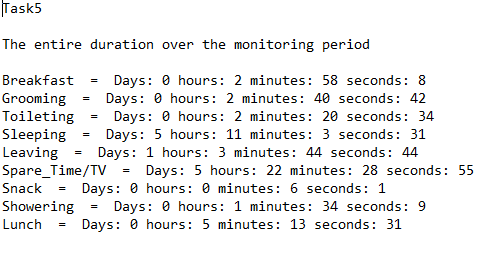 Task5
The entire duration over the monitoring period
Breakfast  =  Days: 0 hours: 2 minutes: 58 seconds: 8
Grooming  =  Days: 0 hours: 2 minutes: 40 seconds: 42
Toileting  =  Days: 0 hours: 2 minutes: 20 seconds: 34
Sleeping  =  Days: 5 hours: 11 minutes: 3 seconds: 31
Leaving  =  Days: 1 hours: 3 minutes: 44 seconds: 44
Spare_Time/TV  =  Days: 5 hours: 22 minutes: 28 seconds: 55
Snack  =  Days: 0 hours: 0 minutes: 6 seconds: 1
Showering  =  Days: 0 hours: 1 minutes: 34 seconds: 9
Lunch  =  Days: 0 hours: 5 minutes: 13 seconds: 31